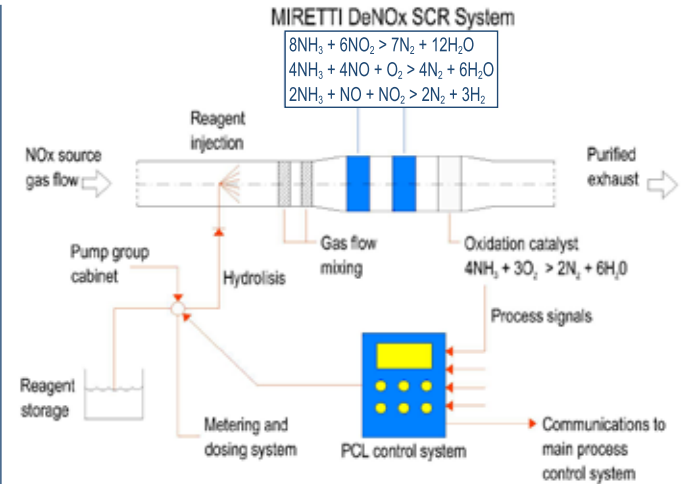 MIRETTI DeNOx SCR System
8NH₃ + 6NO₂ > 7N₂ + 12H₂O
4NH₃ + 4NO + O₂ > 4N₂ + 6H₂O
2NH₃ + NO + NO₂ > 2N₂ + 3H₂
Reagent
injection
NOx source
gas flow
Purified
exhaust
Gas flow
mixing
Oxidation catalyst
4NH₃ + 3O₂ > 2N₂ + 6H₂0
Pump group
cabinet
Hydrolisis
Process signals
Reagent
storage
Metering and
dosing system
PCL control system
Communications to
main process
control system